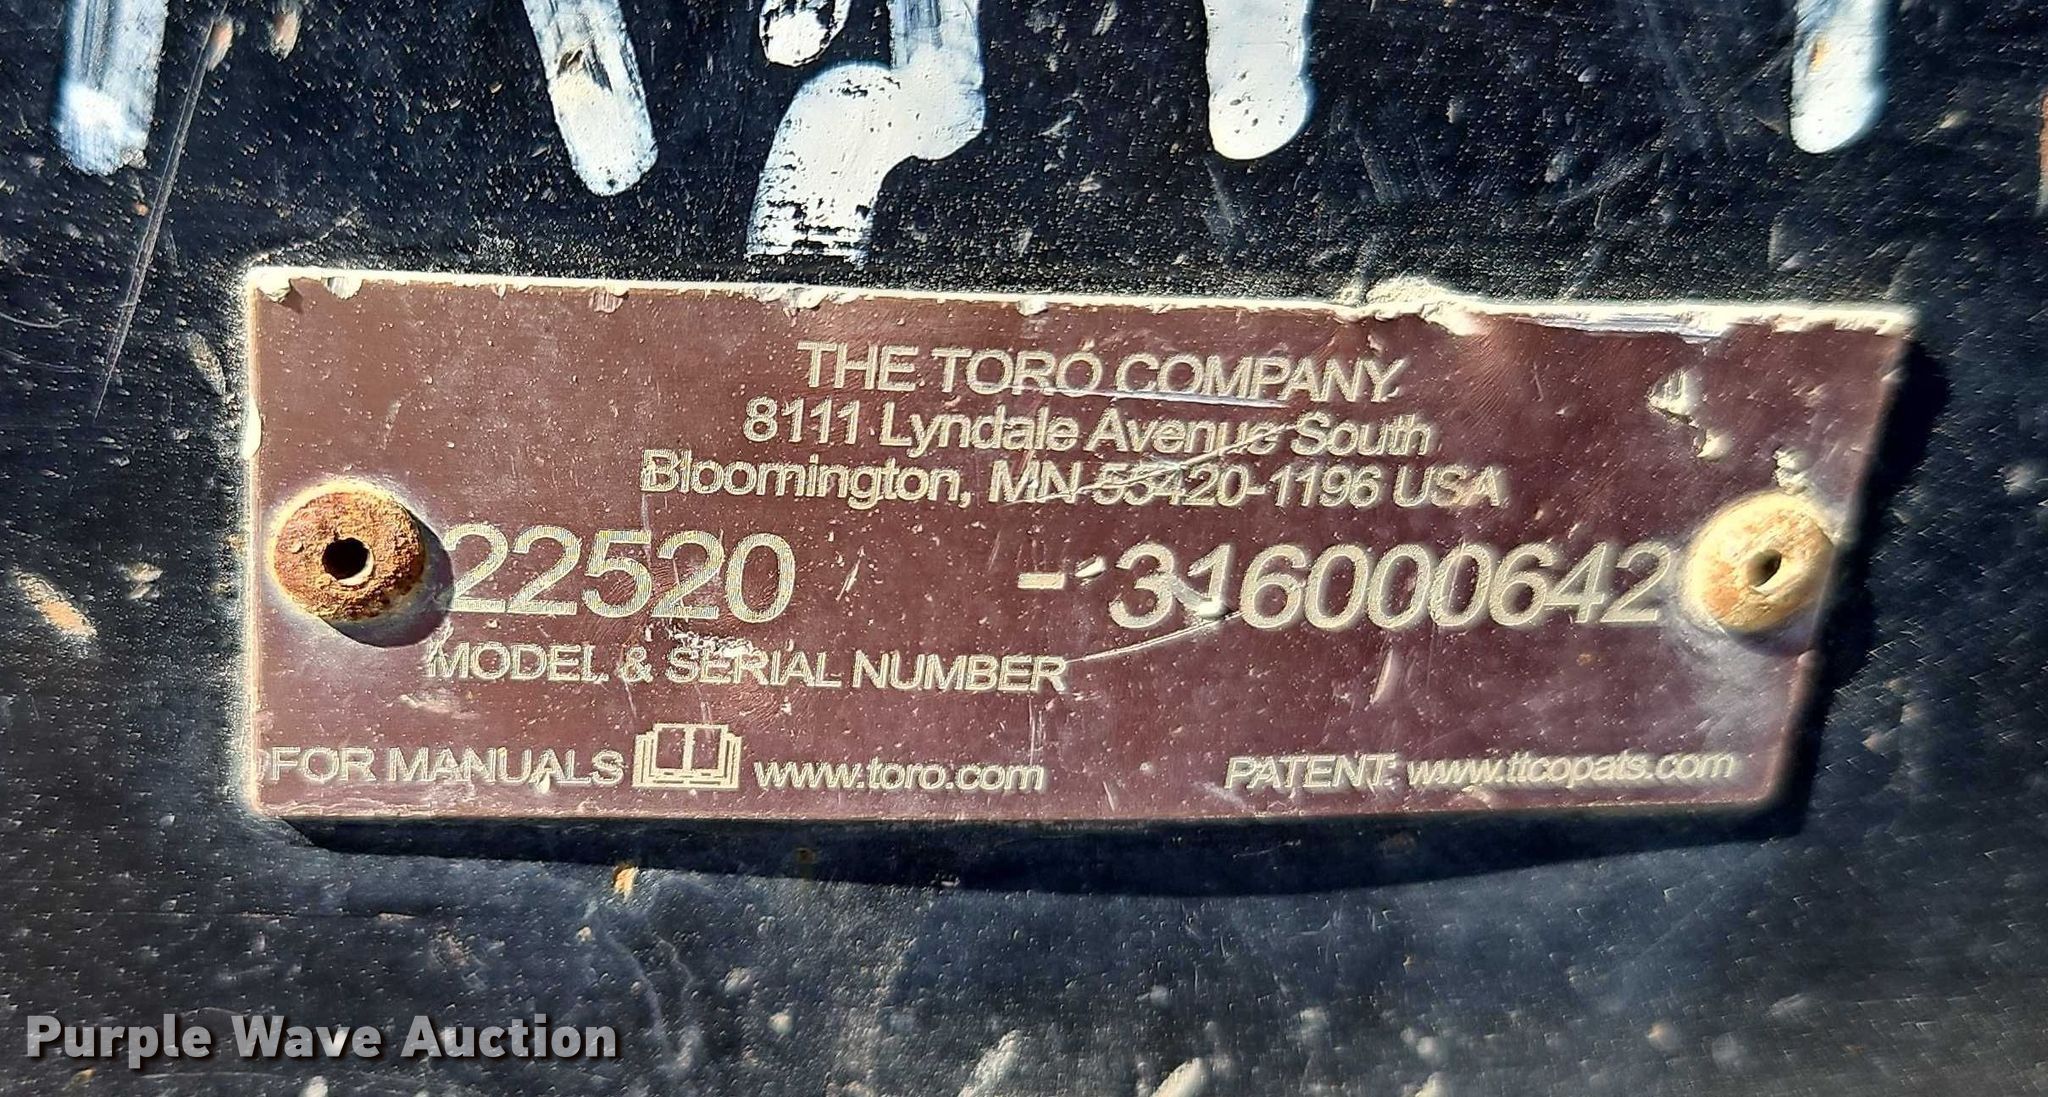 THE TORO COMPANY
8111 Lyndale Avenue South
Bloomington, MN 55420-1196 USA
22520 - 316000642
MODEL & SERIAL NUMBER
FOR MANUALS www.toro.com PATENT: www.ttcopats.com
Purple Wave Auction